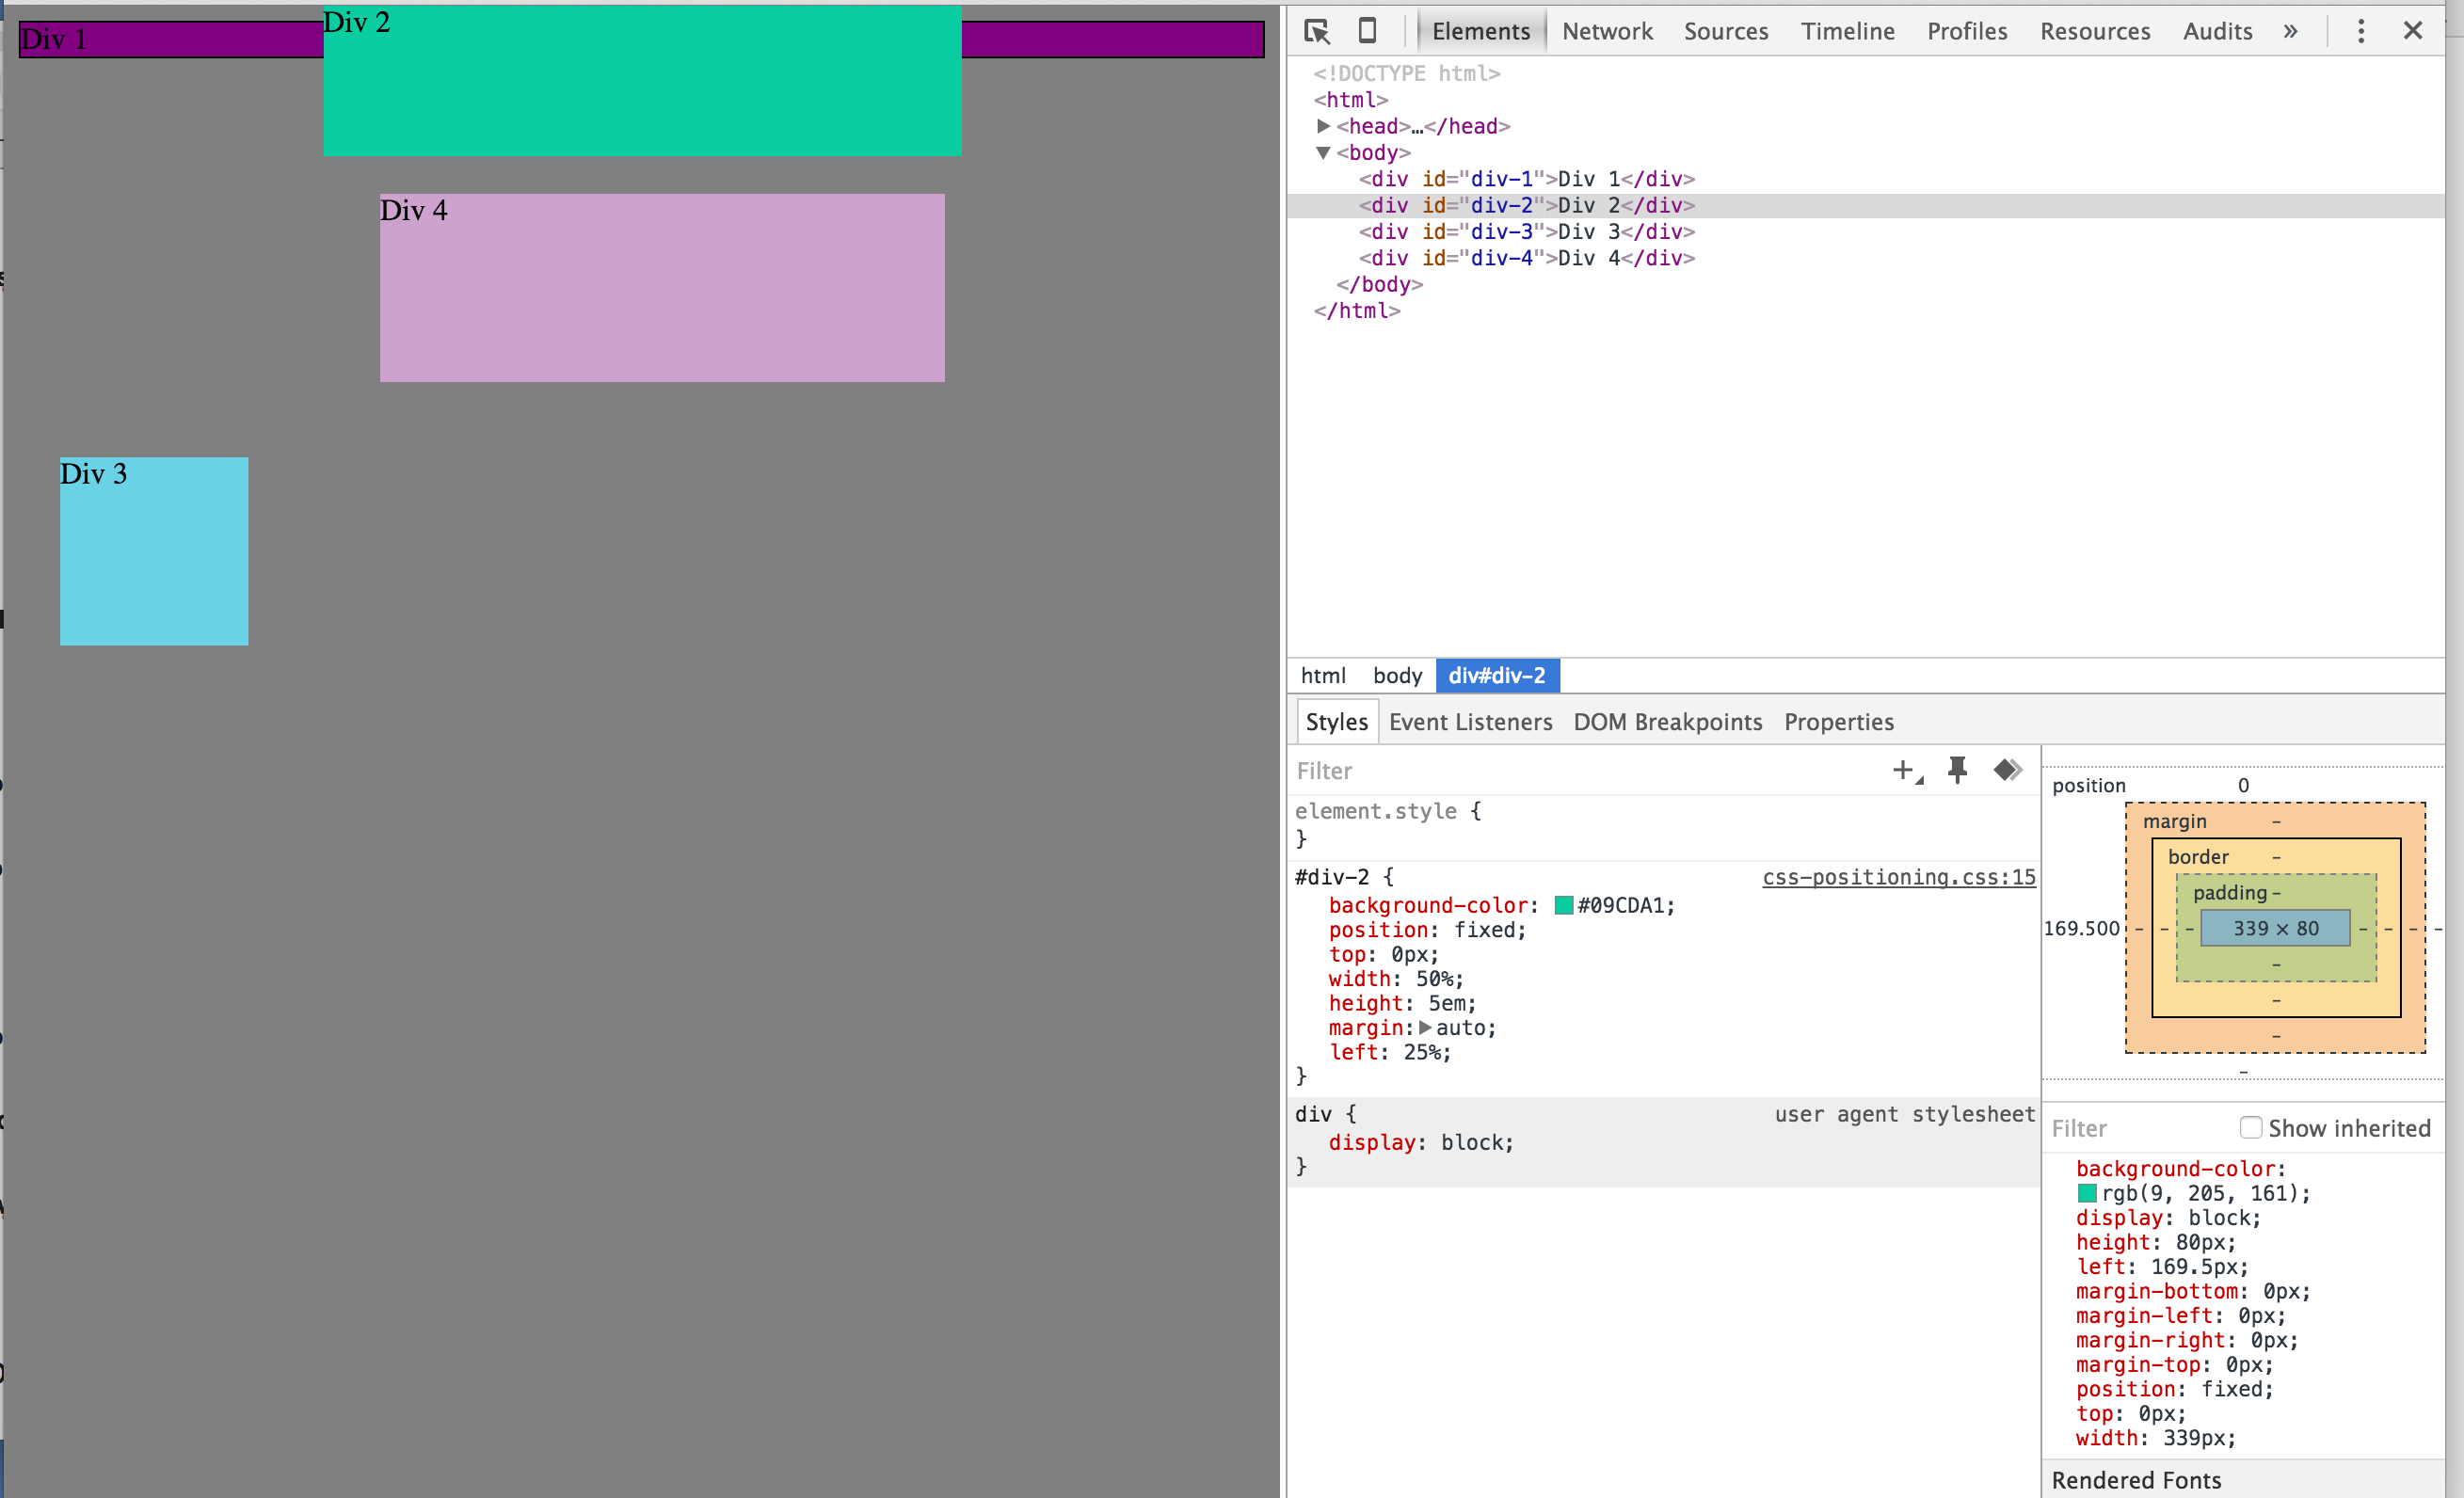 Div 1
Div 2
Div 4
Div 3
Elements Network Sources Timeline Profiles Resources Audits »
<!DOCTYPE html>
<html>
<head>…</head>
<body>
<div id="div-1">Div 1</div>
<div id="div-2">Div 2</div>
<div id="div-3">Div 3</div>
<div id="div-4">Div 4</div>
</body>
</html>
html body div#div-2
Styles Event Listeners DOM Breakpoints Properties
Filter
element.style {
}
#div-2 { css-positioning.css:15
background-color: #09CDA1;
position: fixed;
top: 0px;
width: 50%;
height: 5em;
margin: auto;
left: 25%;
}
div { user agent stylesheet
display: block;
}
position 0
margin –
border –
padding –
169.500 – – – 339 × 80 – – – –
–
–
–
–
Filter Show inherited
background-color:
rgb(9, 205, 161);
display: block;
height: 80px;
left: 169.5px;
margin-bottom: 0px;
margin-left: 0px;
margin-right: 0px;
margin-top: 0px;
position: fixed;
top: 0px;
width: 339px;
Rendered Fonts